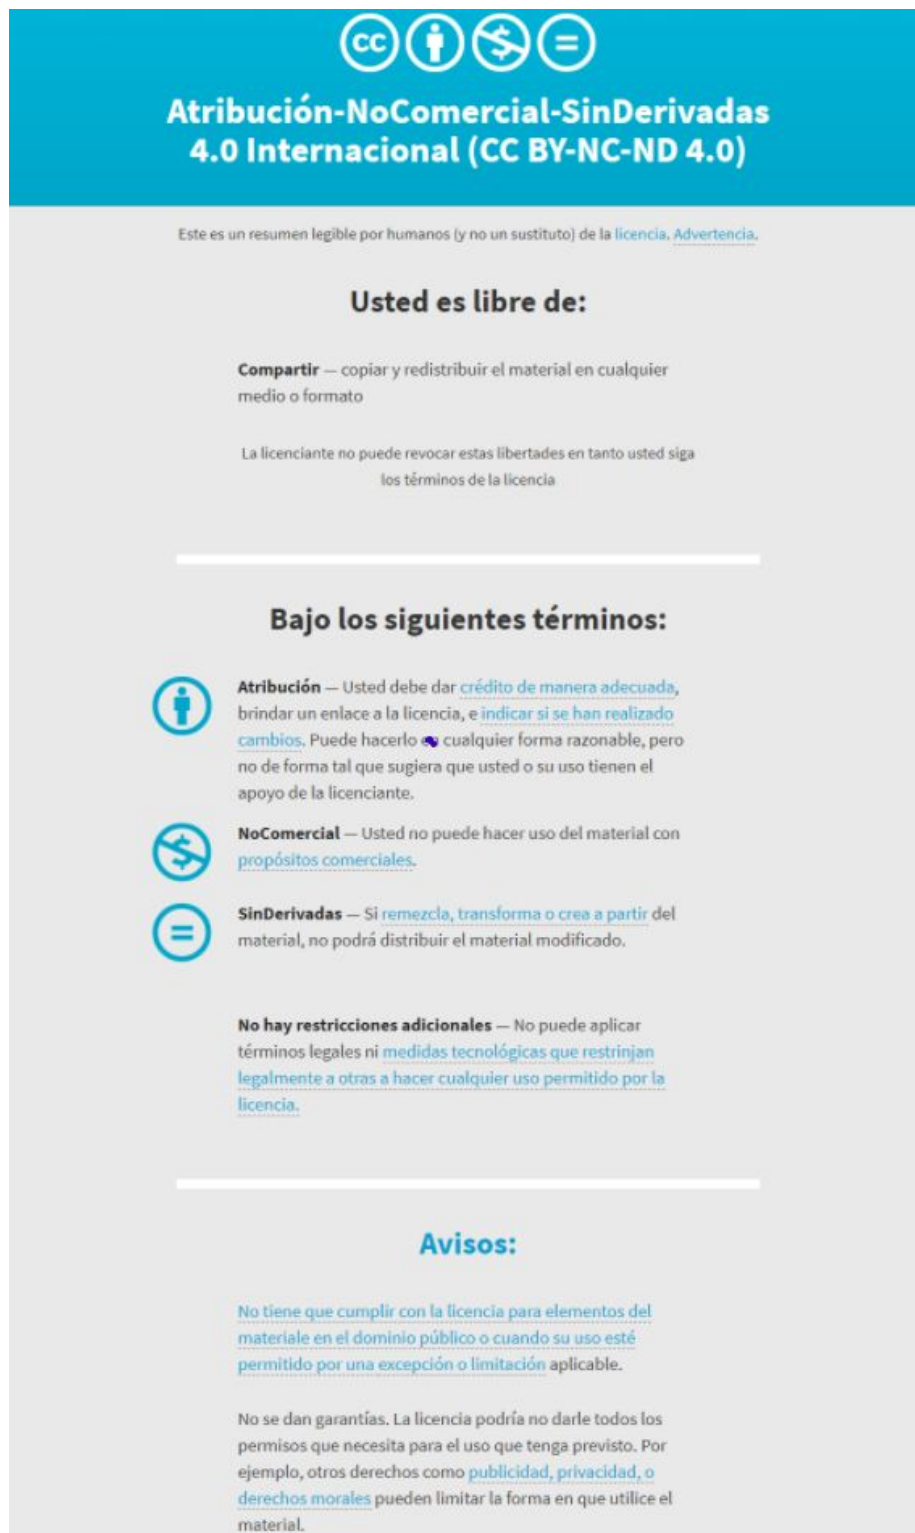 cc
Atribución-NoComercial-SinDerivadas
4.0 Internacional (CC BY-NC-ND 4.0)
Este es un resumen legible por humanos (y no un sustituto) de la licencia. Advertencia.
Usted es libre de:
Compartir — copiar y redistribuir el material en cualquier
medio o formato
La licenciante no puede revocar estas libertades en tanto usted siga
los términos de la licencia
Bajo los siguientes términos:
Atribución — Usted debe dar crédito de manera adecuada,
brindar un enlace a la licencia, e indicar si se han realizado
cambios. Puede hacerlo cualquier forma razonable, pero
no de forma tal que sugiera que usted o su uso tienen el
apoyo de la licenciante.
NoComercial — Usted no puede hacer uso del material con
propósitos comerciales.
SinDerivadas — Si remezcla, transforma o crea a partir del
material, no podrá distribuir el material modificado.
No hay restricciones adicionales — No puede aplicar
términos legales ni medidas tecnológicas que restrinjan
legalmente a otras a hacer cualquier uso permitido por la
licencia.
Avisos:
No tiene que cumplir con la licencia para elementos del
materiale en el dominio público o cuando su uso esté
permitido por una excepción o limitación aplicable.
No se dan garantías. La licencia podría no darle todos los
permisos que necesita para el uso que tenga previsto. Por
ejemplo, otros derechos como publicidad, privacidad, o
derechos morales pueden limitar la forma en que utilice el
material.